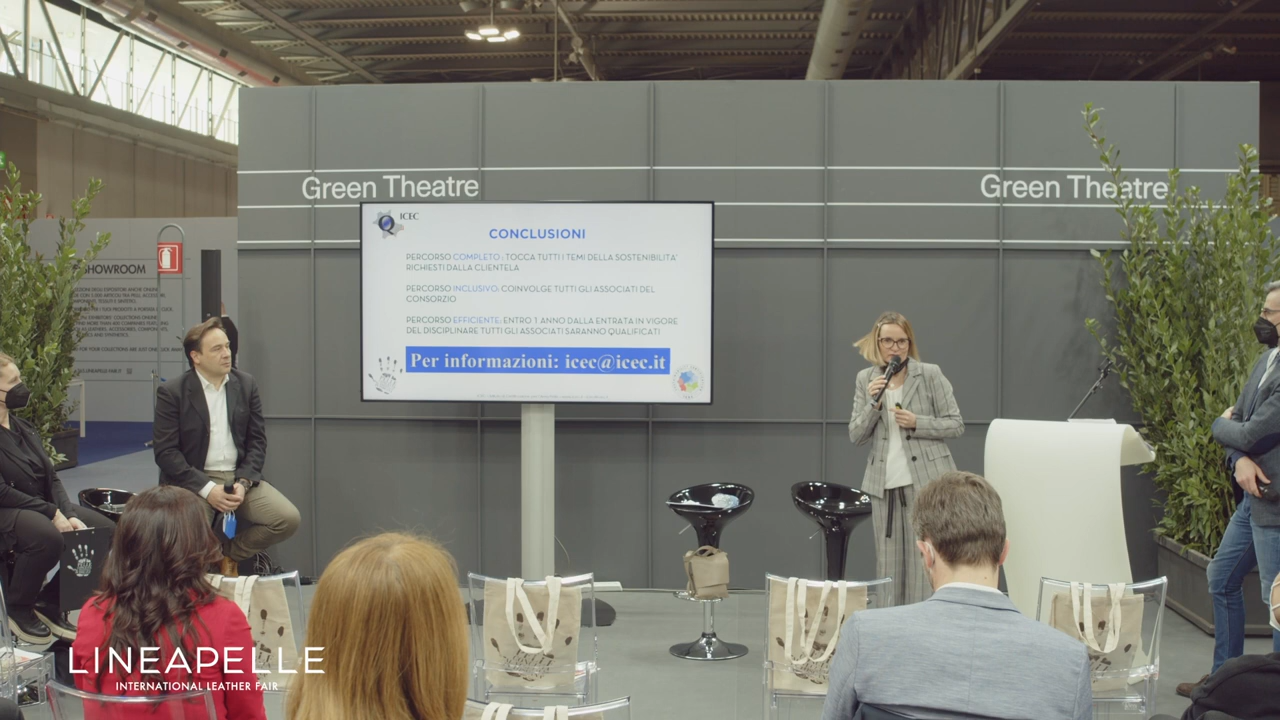 Green Theatre
Green Theatre
Q ICEC
CONCLUSIONI
PERCORSO COMPLETO: TOCCA TUTTI I TEMI DELLA SOSTENIBILITA'
RICHIESTI DALLA CLIENTELA
PERCORSO INCLUSIVO: COINVOLGE TUTTI GLI ASSOCIATI DEL
CONSORZIO
PERCORSO EFFICIENTE: ENTRO 1 ANNO DALLA ENTRATA IN VIGORE
DEL DISCIPLINARE TUTTI GLI ASSOCIATI SARANNO QUALIFICATI
Per informazioni: icec@icec.it
SHOWROOM
LINEAPELLE
INTERNATIONAL LEATHER FAIR